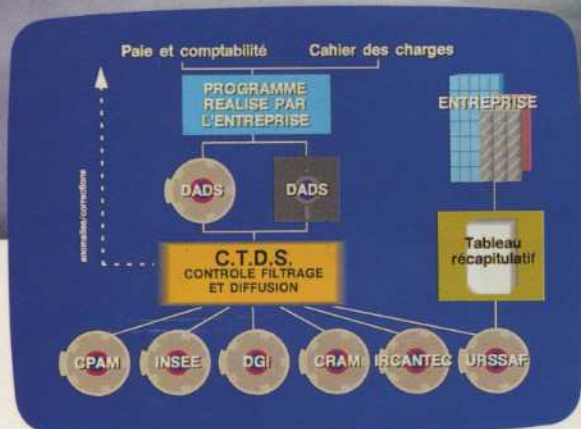 Paie et comptabilité
Cahier des charges
PROGRAMME
REALISE PAR
L'ENTREPRISE
ENTREPRISE
DADS
DADS
anomalies/corrections
C.T.D.S.
CONTROLE FILTRAGE
ET DIFFUSION
Tableau
récapitulatif
CPAM
INSEE
DGI
CRAM
IRCANTEC
URSSAF